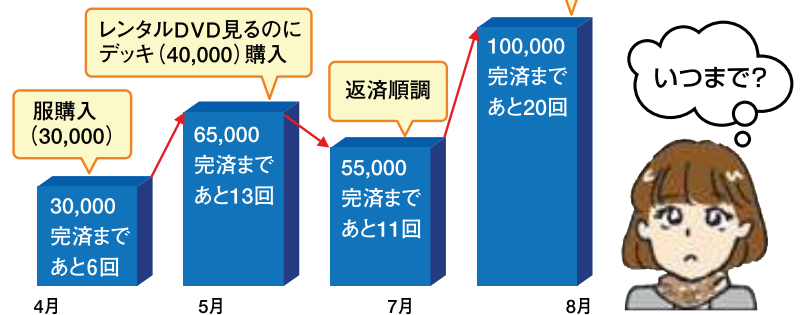 レンタルDVD見るのに
デッキ(40,000)購入
服購入
(30,000)
返済順調
いつまで?
30,000
完済まで
あと6回
65,000
完済まで
あと13回
55,000
完済まで
あと11回
100,000
完済まで
あと20回
4月
5月
7月
8月